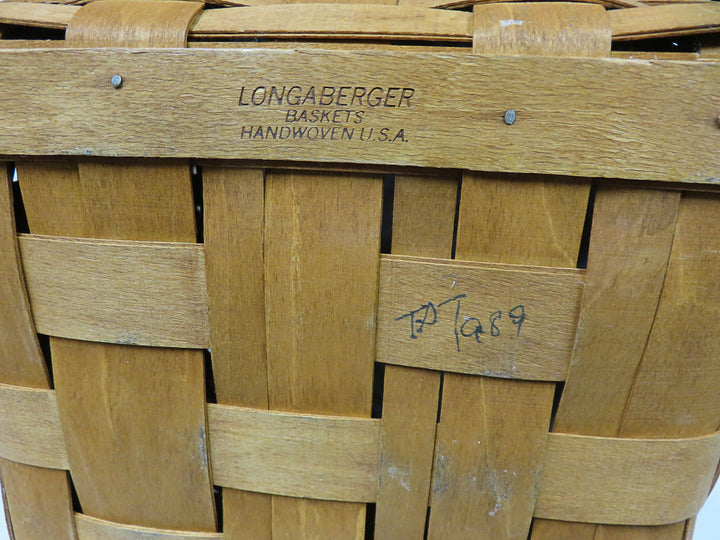 LONGABERGER
BASKETS
HANDWOVEN U.S.A.
1989